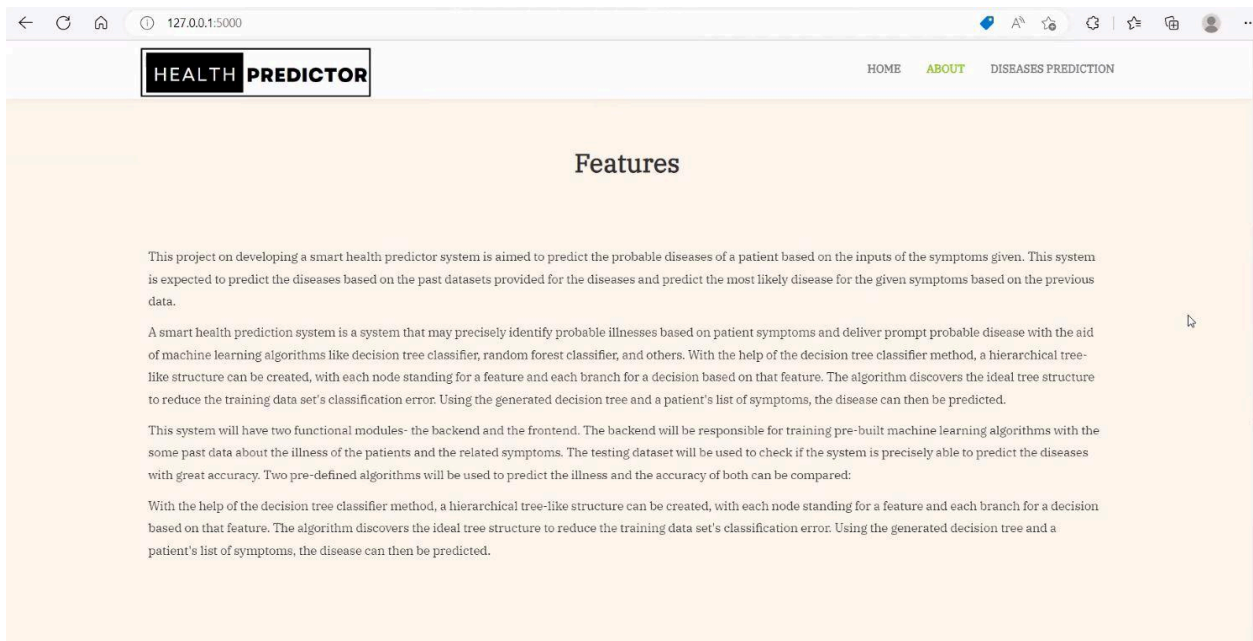 127.0.0.1:5000
HEALTH PREDICTOR
HOME ABOUT DISEASES PREDICTION
Features
This project on developing a smart health predictor system is aimed to predict the probable diseases of a patient based on the inputs of the symptoms given. This system
is expected to predict the diseases based on the past datasets provided for the diseases and predict the most likely disease for the given symptoms based on the previous
data.
A smart health prediction system is a system that may precisely identify probable illnesses based on patient symptoms and deliver prompt probable disease with the aid
of machine learning algorithms like decision tree classifier, random forest classifier, and others. With the help of the decision tree classifier method, a hierarchical tree-
like structure can be created, with each node standing for a feature and each branch for a decision based on that feature. The algorithm discovers the ideal tree structure
to reduce the training data set's classification error. Using the generated decision tree and a patient's list of symptoms, the disease can then be predicted.
This system will have two functional modules- the backend and the frontend. The backend will be responsible for training pre-built machine learning algorithms with the
some past data about the illness of the patients and the related symptoms. The testing dataset will be used to check if the system is precisely able to predict the diseases
with great accuracy. Two pre-defined algorithms will be used to predict the illness and the accuracy of both can be compared:
With the help of the decision tree classifier method, a hierarchical tree-like structure can be created, with each node standing for a feature and each branch for a decision
based on that feature. The algorithm discovers the ideal tree structure to reduce the training data set's classification error. Using the generated decision tree and a
patient's list of symptoms, the disease can then be predicted.